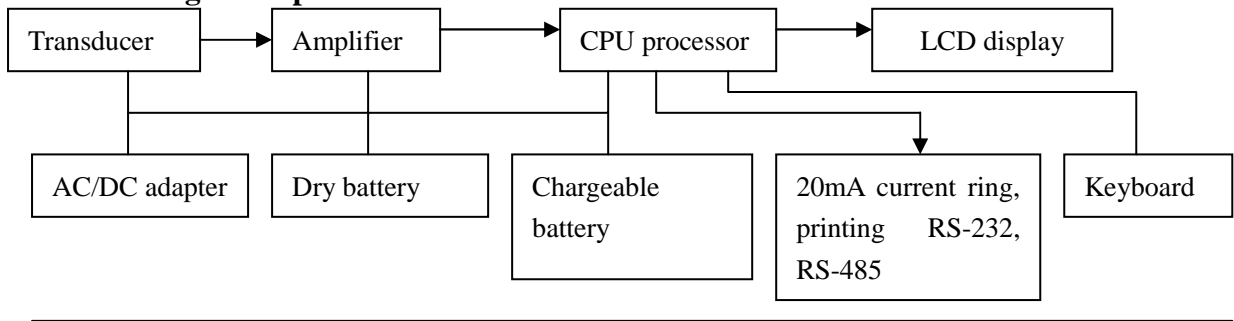 Transducer
Amplifier
CPU processor
LCD display
AC/DC adapter
Dry battery
Chargeable
battery
20mA current ring,
printing RS-232,
RS-485
Keyboard